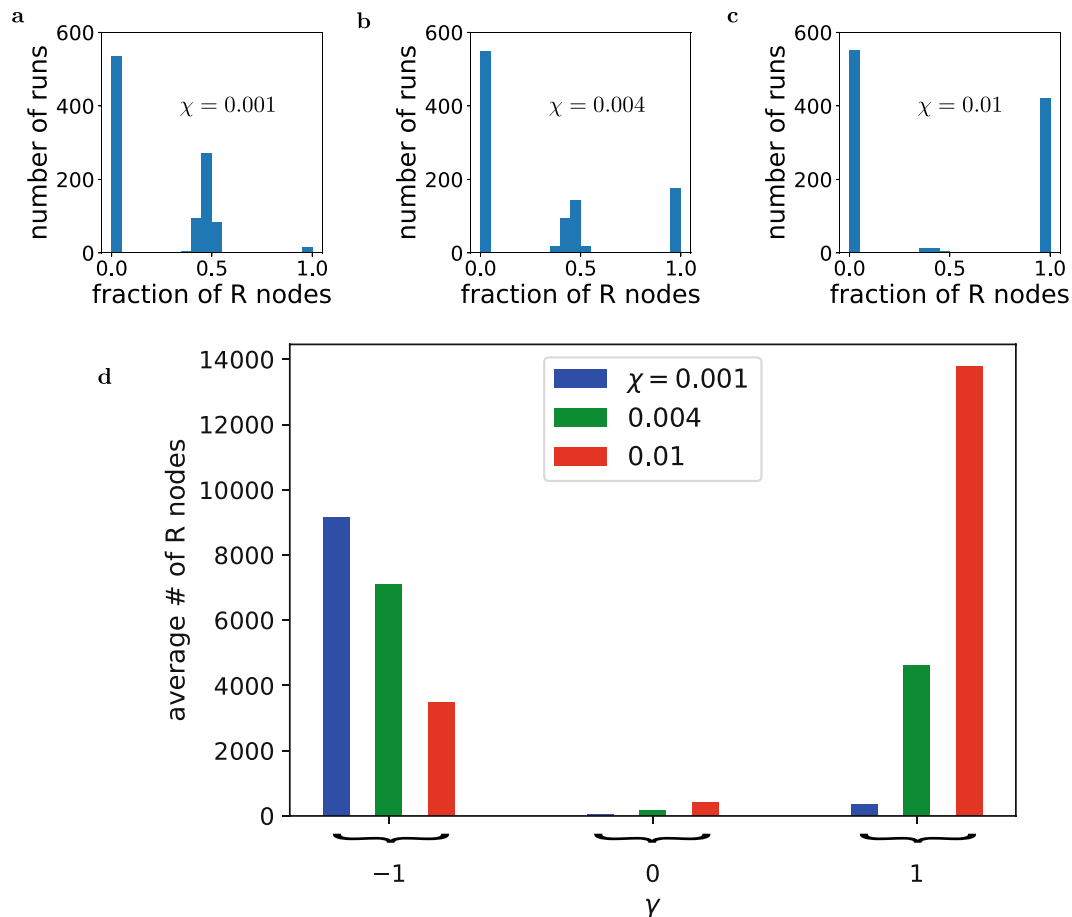 a
600
400
200
0
number of runs
χ = 0.001
0.0 0.5 1.0
fraction of R nodes
b
600
400
200
0
number of runs
χ = 0.004
0.0 0.5 1.0
fraction of R nodes
c
600
400
200
0
number of runs
χ = 0.01
0.0 0.5 1.0
fraction of R nodes
d
14000
12000
10000
8000
6000
4000
2000
0
average # of R nodes
χ = 0.001
0.004
0.01
−1 0 1
γ